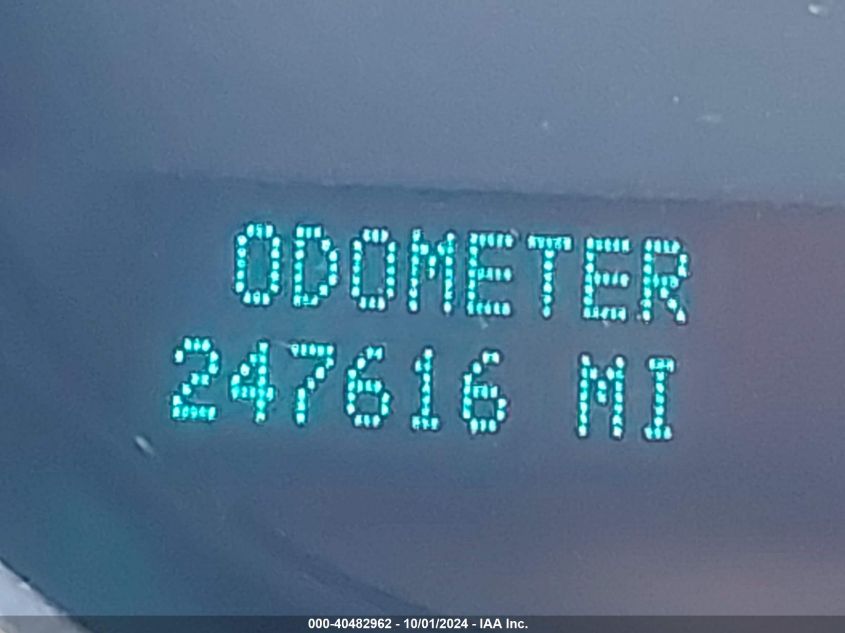 ODOMETER
247616 MI
000-40482962 - 10/01/2024 - IAA Inc.